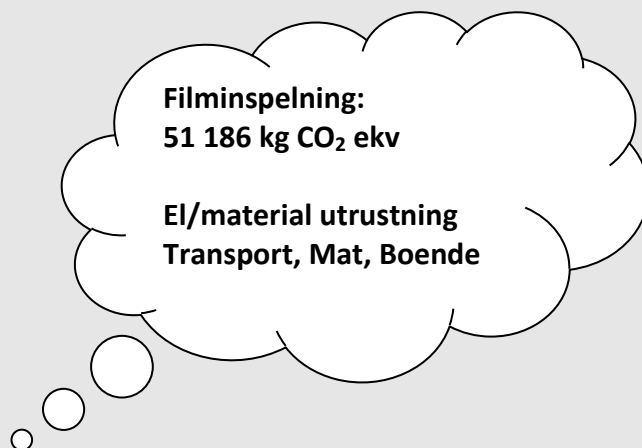 Filminspelning:
51 186 kg CO₂ ekv
El/material utrustning
Transport, Mat, Boende